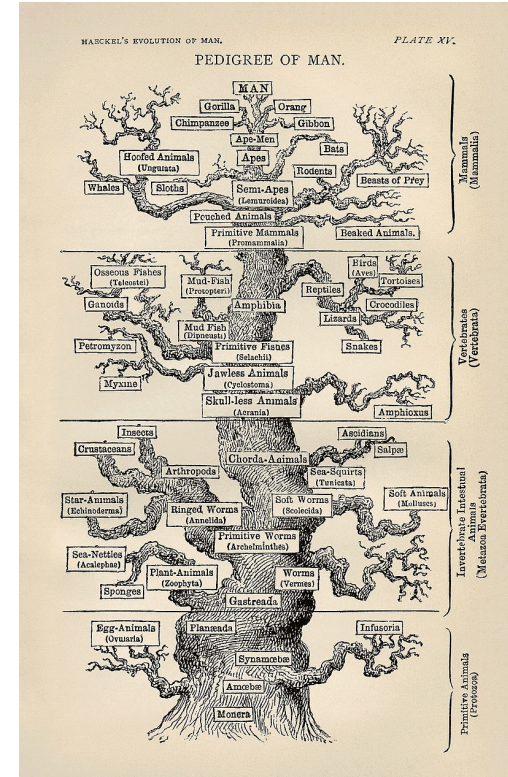 HAECKEL'S EVOLUTION OF MAN.
PLATE XV.
PEDIGREE OF MAN.
MAN
Gorilla
Orang
Chimpanzee
Gibbon
Ape-Men
Apes
Bats
Hoofed Animals
(Ungulata)
Rodents
Whales
Sloths
Semi-Apes
(Lemuroidea)
Beasts of Prey
Pouched Animals
Primitive Mammals
(Promammalia)
Beaked Animals.
Mammals
(Mammalia)
Osseous Fishes
(Teleostei)
Mud-Fish
(Protopteri)
Birds
(Aves)
Tortoises
Reptiles
Ganoids
Amphibia
Crocodiles
Lizards
Mud Fish
(Dipneusti)
Petromyzon
Primitive Fishes
(Selachii)
Snakes
Jawless Animals
(Cyclostoma)
Myxine
Skull-less Animals
(Acrania)
Amphioxus
Vertebrates
(Vertebrata)
Insects
Ascidians
Crustaceans
Salpæ
Chorda-Animals
Arthropods
Sea-Squirts
(Tunicata)
Star-Animals
(Echinoderma)
Ringed Worms
(Annelida)
Soft Worms
(Scolecida)
Soft Animals
(Molluscs)
Primitive Worms
(Archelminthes)
Sea-Nettles
(Acalephae)
Plant-Animals
(Zoophyta)
Worms
(Vermes)
Sponges
Gastreada
Invertebrate Intestinal
Animals
(Metazoa Evertebrata)
Egg-Animals
(Ovularia)
Planæada
Infusoria
Synamœbæ
Amœbæ
Monera
Primitive Animals
(Protozoa)